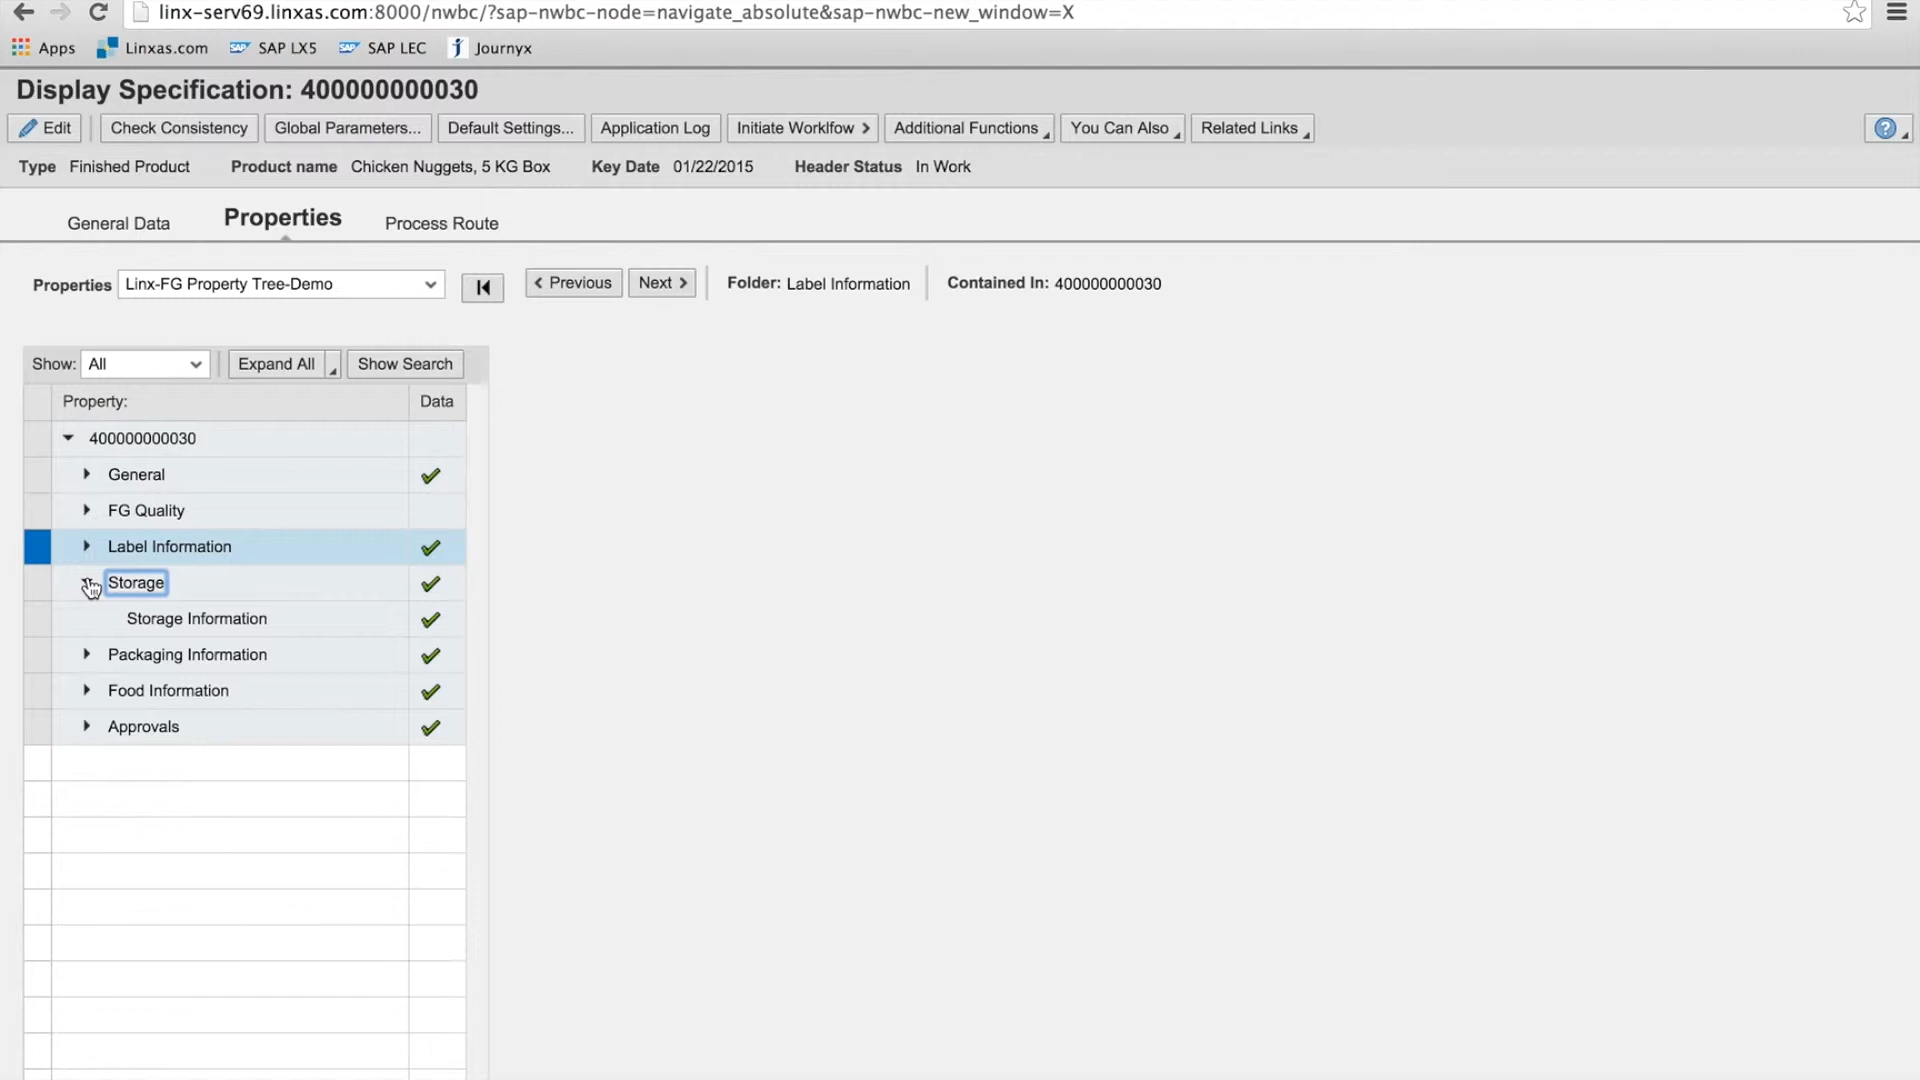 linx-serv69.linxas.com:8000/nwbc/?sap-nwbc-node=navigate_absolute&sap-nwbc-new_window=X
Apps Linxas.com SAP SAP LX5 SAP SAP LEC Journyx
Display Specification: 400000000030
Edit Check Consistency Global Parameters... Default Settings... Application Log Initiate Worklfow Additional Functions You Can Also Related Links ?
Type Finished Product Product name Chicken Nuggets, 5 KG Box Key Date 01/22/2015 Header Status In Work
General Data Properties Process Route
Properties Linx-FG Property Tree-Demo Previous Next Folder: Label Information Contained In: 400000000030
Show: All Expand All Show Search
Property: Data
400000000030
General
FG Quality
Label Information
Storage
Storage Information
Packaging Information
Food Information
Approvals